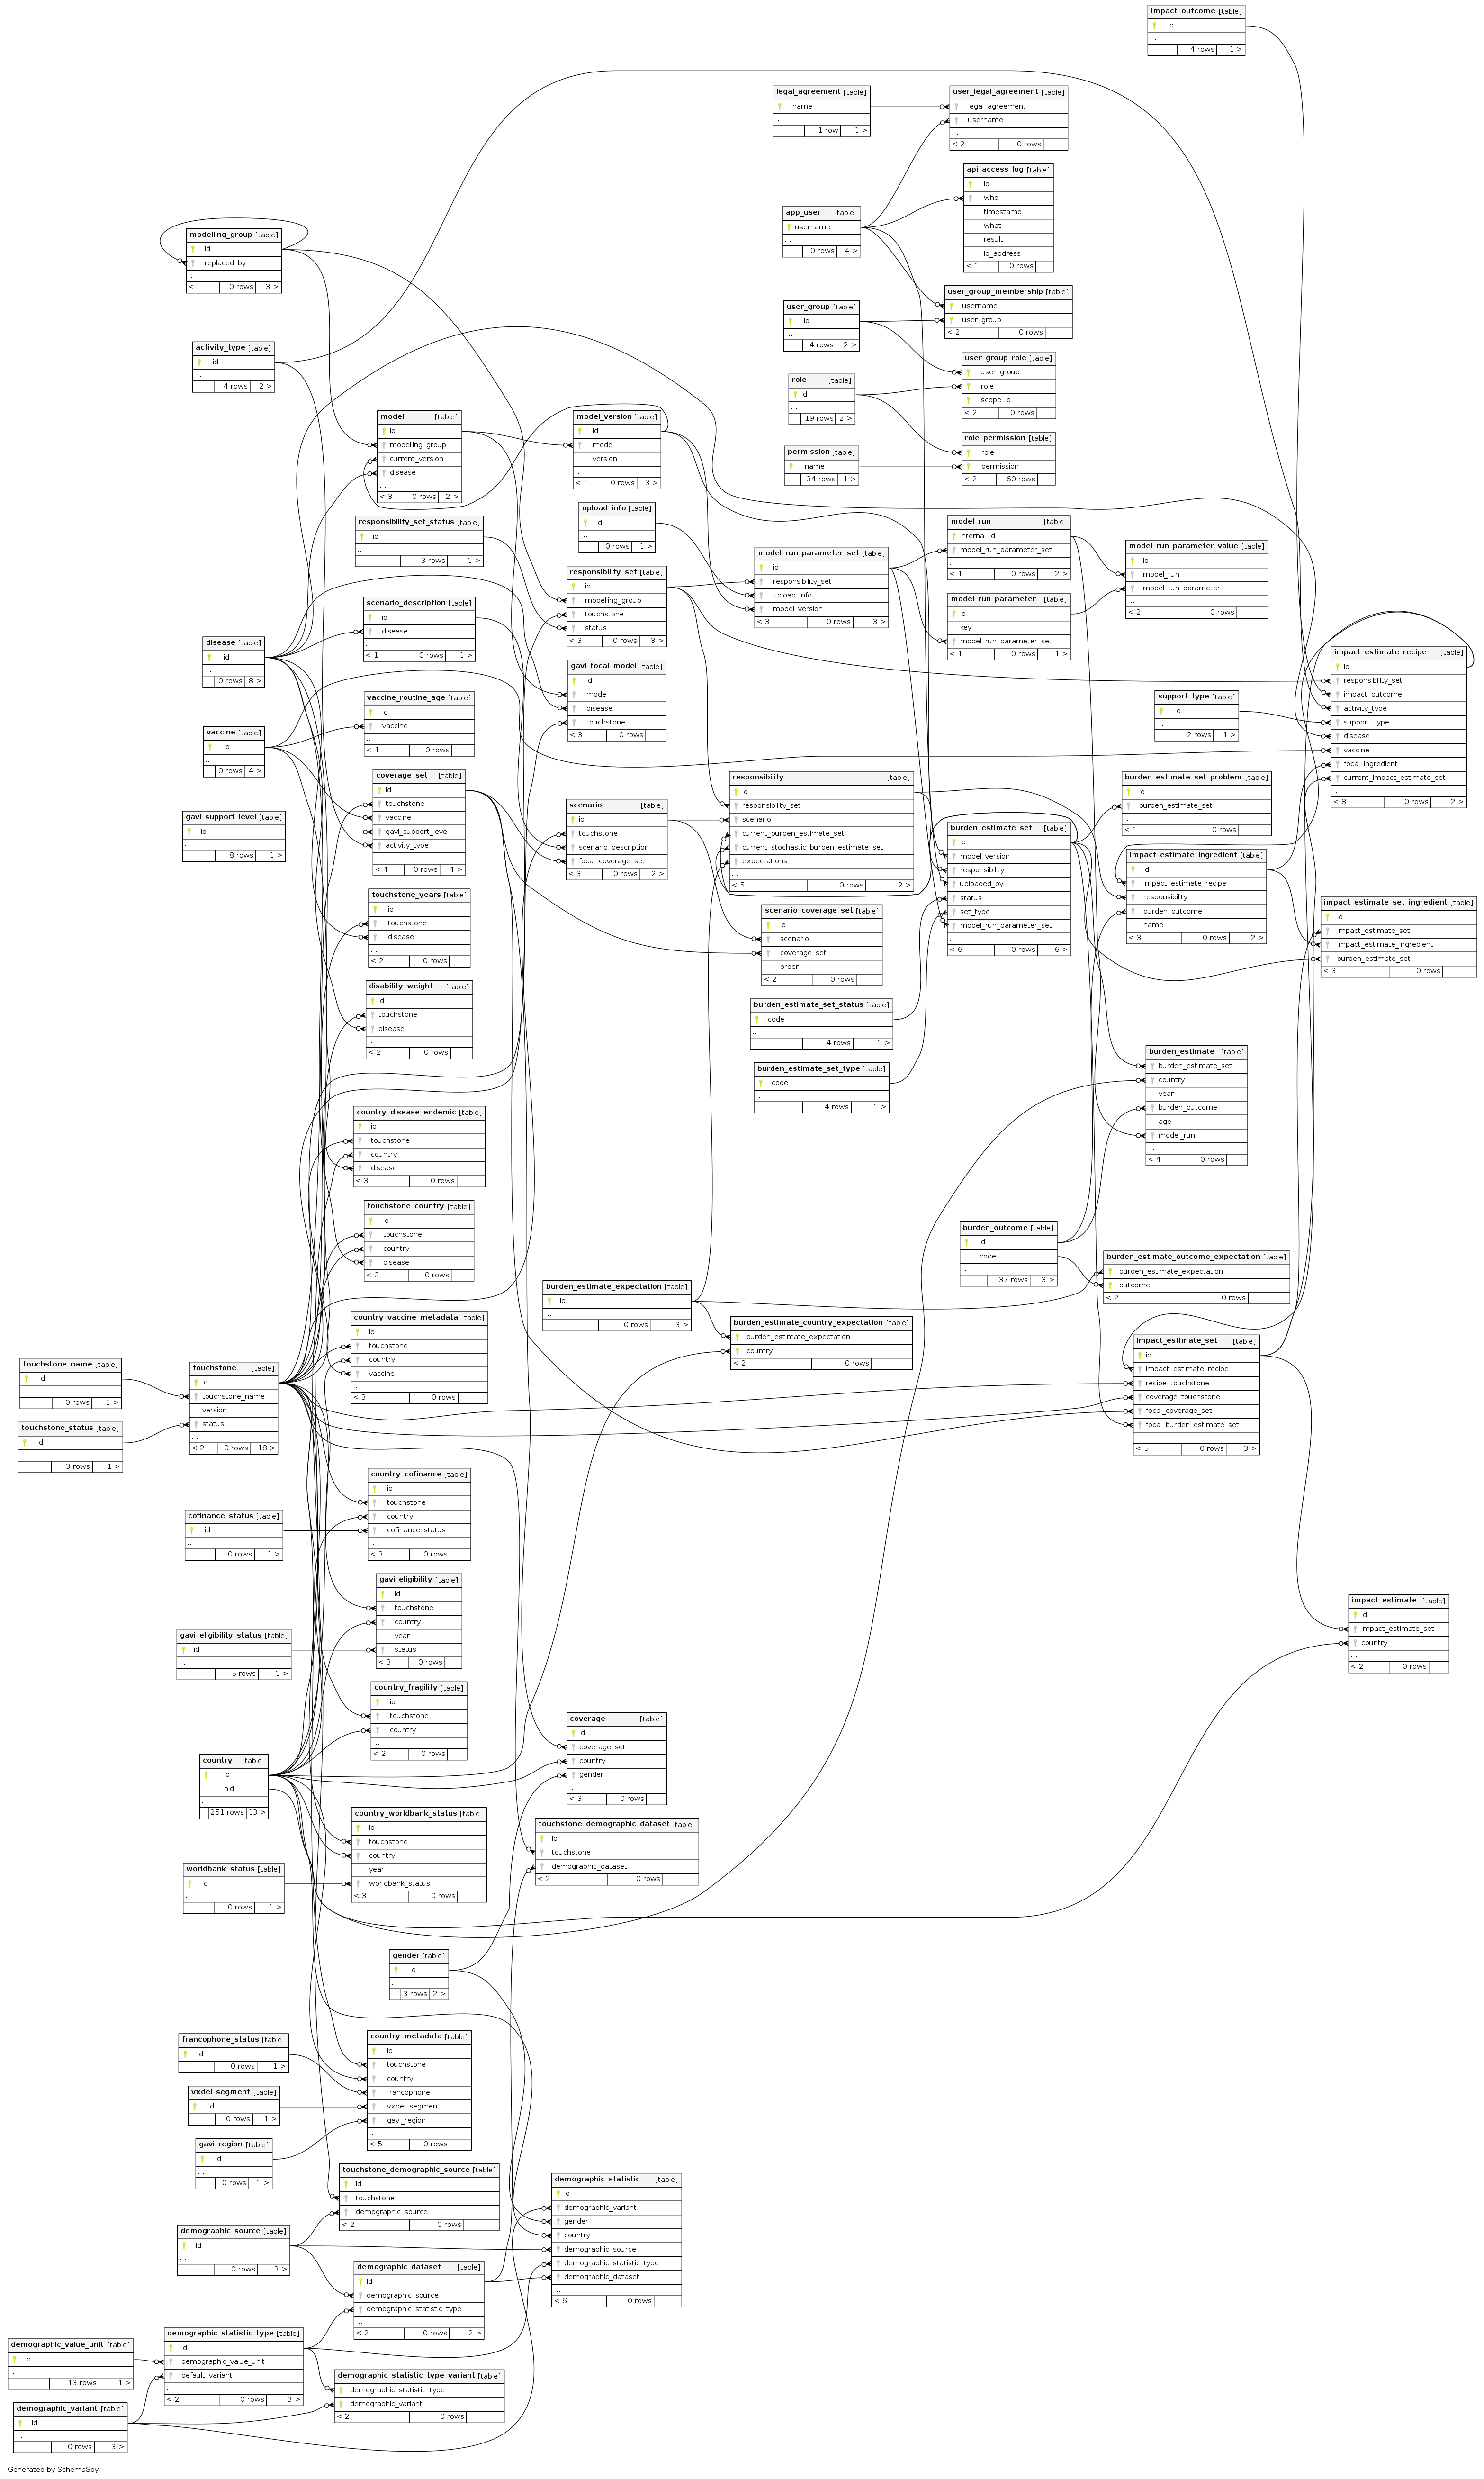 impact_outcome [table]
id
...
4 rows 1 >
legal_agreement [table]
name
...
1 row 1 >
user_legal_agreement [table]
legal_agreement
username
...
< 2 0 rows
api_access_log [table]
id
who
timestamp
what
result
ip_address
< 1 0 rows
app_user [table]
username
...
0 rows 4 >
modelling_group [table]
id
replaced_by
...
< 1 0 rows 3 >
user_group_membership [table]
username
user_group
< 2 0 rows
user_group [table]
id
...
4 rows 2 >
activity_type [table]
id
...
4 rows 2 >
user_group_role [table]
user_group
role
scope_id
< 2 0 rows
role [table]
id
...
19 rows 2 >
model [table]
id
modelling_group
current_version
disease
...
< 3 0 rows 2 >
model_version [table]
id
model
version
...
< 1 0 rows 3 >
role_permission [table]
role
permission
< 2 60 rows
permission [table]
name
34 rows 1 >
upload_info [table]
id
...
0 rows 1 >
responsibility_set_status [table]
id
...
3 rows 1 >
model_run [table]
internal_id
model_run_parameter_set
...
< 1 0 rows 2 >
model_run_parameter_value [table]
id
model_run
model_run_parameter
...
< 2 0 rows
model_run_parameter_set [table]
id
responsibility_set
upload_info
model_version
< 3 0 rows 3 >
responsibility_set [table]
id
modelling_group
touchstone
status
< 3 0 rows 3 >
model_run_parameter [table]
id
key
model_run_parameter_set
< 1 0 rows 1 >
scenario_description [table]
id
disease
...
< 1 0 rows 1 >
disease [table]
id
...
0 rows 8 >
impact_estimate_recipe [table]
id
responsibility_set
impact_outcome
activity_type
support_type
disease
vaccine
focal_ingredient
current_impact_estimate_set
...
< 8 0 rows 2 >
gavi_focal_model [table]
id
model
disease
touchstone
< 3 0 rows
support_type [table]
id
...
2 rows 1 >
vaccine_routine_age [table]
id
vaccine
...
< 1 0 rows
vaccine [table]
id
...
0 rows 4 >
coverage_set [table]
id
touchstone
vaccine
gavi_support_level
activity_type
...
< 4 0 rows 4 >
responsibility [table]
id
responsibility_set
scenario
current_burden_estimate_set
current_stochastic_burden_estimate_set
expectations
...
< 5 0 rows 2 >
burden_estimate_set_problem [table]
id
burden_estimate_set
...
< 1 0 rows
scenario [table]
id
touchstone
scenario_description
focal_coverage_set
< 3 0 rows 2 >
gavi_support_level [table]
id
...
8 rows 1 >
burden_estimate_set [table]
id
model_version
responsibility
uploaded_by
status
set_type
model_run_parameter_set
...
< 6 0 rows 6 >
impact_estimate_ingredient [table]
id
impact_estimate_recipe
responsibility
burden_outcome
name
< 3 0 rows 2 >
touchstone_years [table]
id
touchstone
disease
...
< 2 0 rows
impact_estimate_set_ingredient [table]
id
impact_estimate_set
impact_estimate_ingredient
burden_estimate_set
< 3 0 rows
scenario_coverage_set [table]
id
scenario
coverage_set
order
< 2 0 rows
disability_weight [table]
id
touchstone
disease
...
< 2 0 rows
burden_estimate_set_status [table]
code
...
4 rows 1 >
burden_estimate [table]
burden_estimate_set
country
year
burden_outcome
age
model_run
...
< 4 0 rows
burden_estimate_set_type [table]
code
...
4 rows 1 >
country_disease_endemic [table]
id
touchstone
country
disease
< 3 0 rows
touchstone_country [table]
id
touchstone
country
disease
< 3 0 rows
burden_outcome [table]
id
code
...
37 rows 3 >
burden_estimate_outcome_expectation [table]
burden_estimate_expectation
outcome
< 2 0 rows
burden_estimate_expectation [table]
id
...
0 rows 3 >
country_vaccine_metadata [table]
id
touchstone
country
vaccine
...
< 3 0 rows
burden_estimate_country_expectation [table]
burden_estimate_expectation
country
< 2 0 rows
impact_estimate_set [table]
id
impact_estimate_recipe
recipe_touchstone
coverage_touchstone
focal_coverage_set
focal_burden_estimate_set
...
< 5 0 rows 3 >
touchstone_name [table]
id
...
0 rows 1 >
touchstone [table]
id
touchstone_name
version
status
...
< 2 0 rows 18 >
touchstone_status [table]
id
...
3 rows 1 >
country_cofinance [table]
id
touchstone
country
cofinance_status
...
< 3 0 rows
cofinance_status [table]
id
...
0 rows 1 >
gavi_eligibility [table]
id
touchstone
country
year
status
< 3 0 rows
impact_estimate [table]
id
impact_estimate_set
country
...
< 2 0 rows
gavi_eligibility_status [table]
id
...
5 rows 1 >
country_fragility [table]
id
touchstone
country
...
< 2 0 rows
coverage [table]
id
coverage_set
country
gender
...
< 3 0 rows
country [table]
id
nid
...
251 rows 13 >
country_worldbank_status [table]
id
touchstone
country
year
worldbank_status
< 3 0 rows
touchstone_demographic_dataset [table]
id
touchstone
demographic_dataset
< 2 0 rows
worldbank_status [table]
id
...
0 rows 1 >
gender [table]
id
...
3 rows 2 >
country_metadata [table]
id
touchstone
country
francophone
vxdel_segment
gavi_region
...
< 5 0 rows
francophone_status [table]
id
0 rows 1 >
vxdel_segment [table]
id
0 rows 1 >
gavi_region [table]
id
...
0 rows 1 >
touchstone_demographic_source [table]
id
touchstone
demographic_source
< 2 0 rows
demographic_statistic [table]
id
demographic_variant
gender
country
demographic_source
demographic_statistic_type
demographic_dataset
...
< 6 0 rows
demographic_source [table]
id
...
0 rows 3 >
demographic_dataset [table]
id
demographic_source
demographic_statistic_type
...
< 2 0 rows 2 >
demographic_statistic_type [table]
id
demographic_value_unit
default_variant
...
< 2 0 rows 3 >
demographic_value_unit [table]
id
...
13 rows 1 >
demographic_statistic_type_variant [table]
demographic_statistic_type
demographic_variant
< 2 0 rows
demographic_variant [table]
id
...
0 rows 3 >
Generated by SchemaSpy